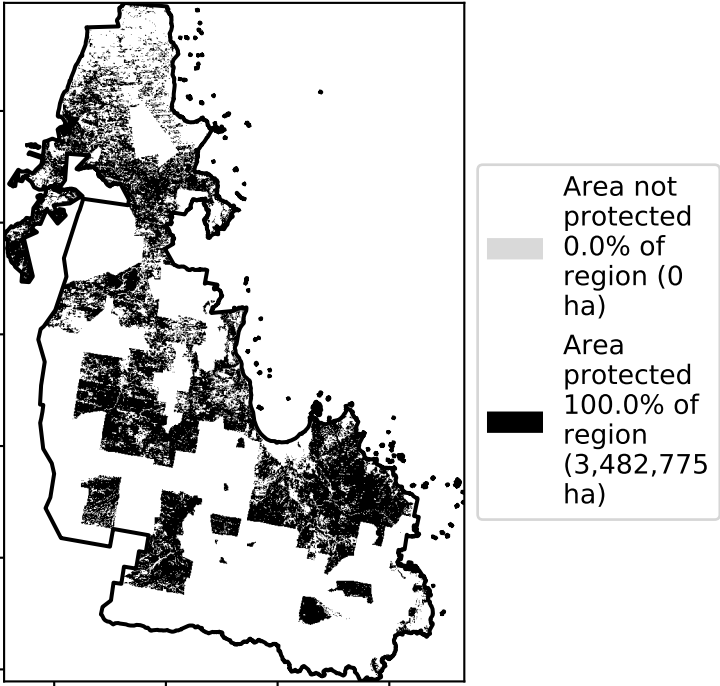 Area not
protected
0.0% of
region (0
ha)
Area
protected
100.0% of
region
(3,482,775
ha)